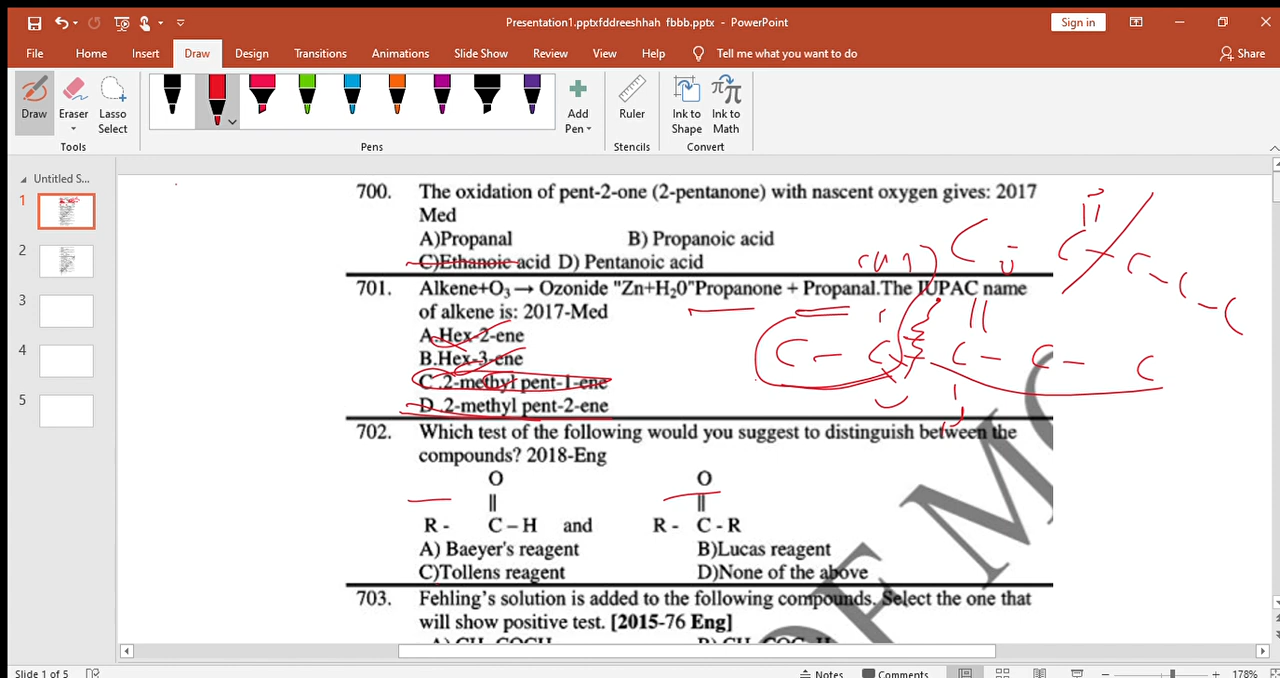 Presentation1.pptxfddreeshhah fbbb.pptx - PowerPoint
Sign in
File Home Insert Draw Design Transitions Animations Slide Show Review View Help Tell me what you want to do Share
Draw Eraser Lasso Select Add Pen Ruler Ink to Shape Ink to Math
Tools Pens Stencils Convert
Untitled S...
1
2
3
4
5
700. The oxidation of pent-2-one (2-pentanone) with nascent oxygen gives: 2017
Med
A)Propanal B) Propanoic acid
C)Ethanoic acid D) Pentanoic acid
701. Alkene+O3→ Ozonide "Zn+H20"Propanone + Propanal.The IUPAC name
of alkene is: 2017-Med
A.Hex-2-ene
B.Hex-3-ene
C.2-methyl pent-1-ene
D.2-methyl pent-2-ene
C C - C - C - C
C - C = C - C - C
702. Which test of the following would you suggest to distinguish between the
compounds? 2018-Eng
O O
|| ||
R - C – H and R - C - R
A) Baeyer's reagent B)Lucas reagent
C)Tollens reagent D)None of the above
703. Fehling's solution is added to the following compounds. Select the one that
will show positive test. [2015-76 Eng]
Slide 1 of 5 Notes Comments 178%